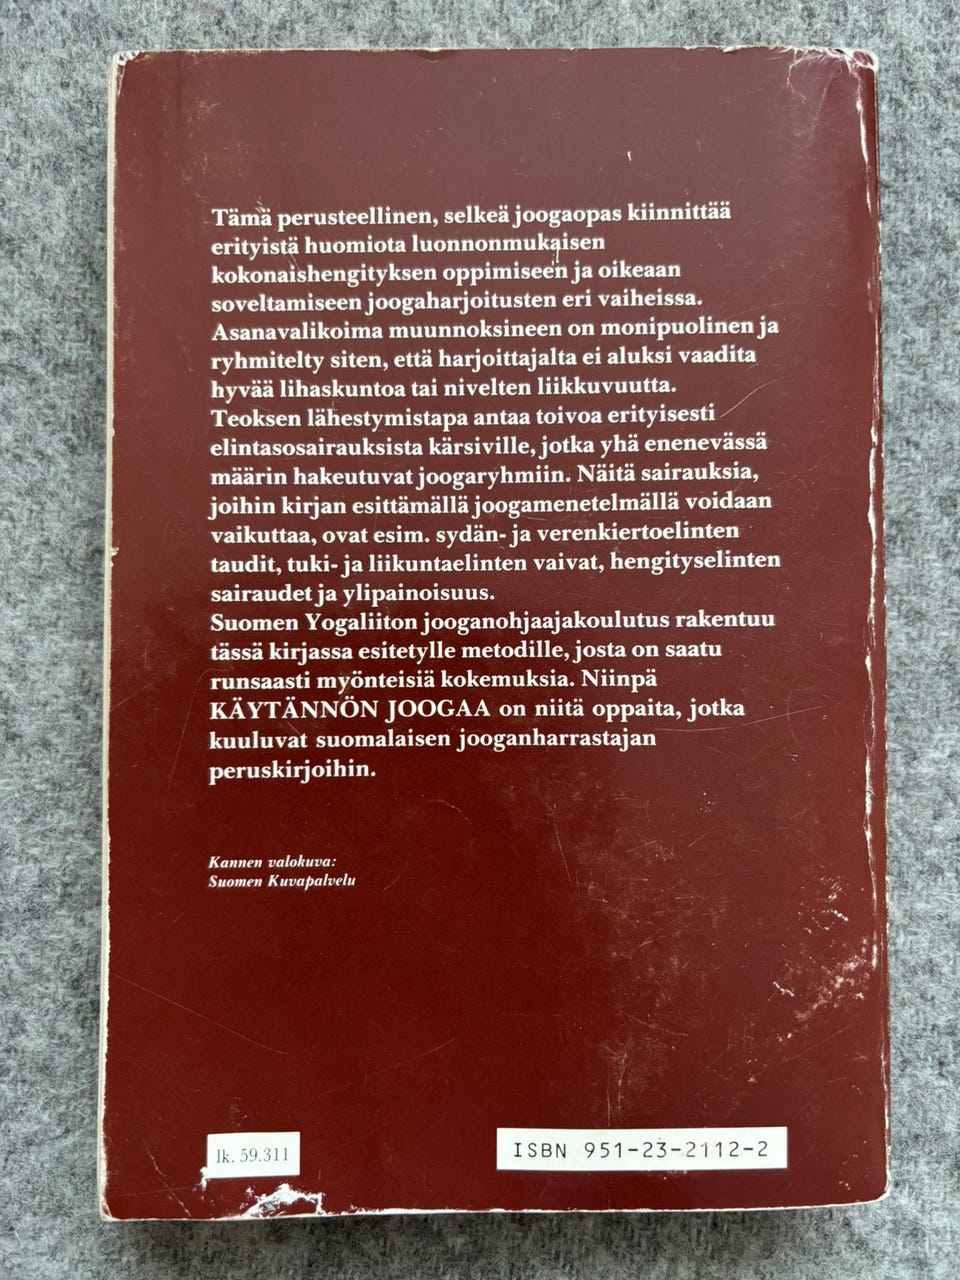 Tämä perusteellinen, selkeä joogaopas kiinnittää
erityistä huomiota luonnonmukaisen
kokonaishengityksen oppimiseen ja oikeaan
soveltamiseen joogaharjoitusten eri vaiheissa.
Asanavalikoima muunnoksineen on monipuolinen ja
ryhmitelty siten, että harjoittajalta ei aluksi vaadita
hyvää lihaskuntoa tai nivelten liikkuvuutta.
Teoksen lähestymistapa antaa toivoa erityisesti
elintasosairauksista kärsiville, jotka yhä enenevässä
määrin hakeutuvat joogaryhmiin. Näitä sairauksia,
joihin kirjan esittämällä joogamenetelmällä voidaan
vaikuttaa, ovat esim. sydän- ja verenkiertoelinten
taudit, tuki- ja liikuntaelinten vaivat, hengityselinten
sairaudet ja ylipainoisuus.
Suomen Yogaliiton jooganohjaajakoulutus rakentuu
tässä kirjassa esitetylle metodille, josta on saatu
runsaasti myönteisiä kokemuksia. Niinpä
KÄYTÄNNÖN JOOGAA on niitä oppaita, jotka
kuuluvat suomalaisen jooganharrastajan
peruskirjoihin.
Kannen valokuva:
Suomen Kuvapalvelu
lk. 59.311
ISBN 951-23-2112-2